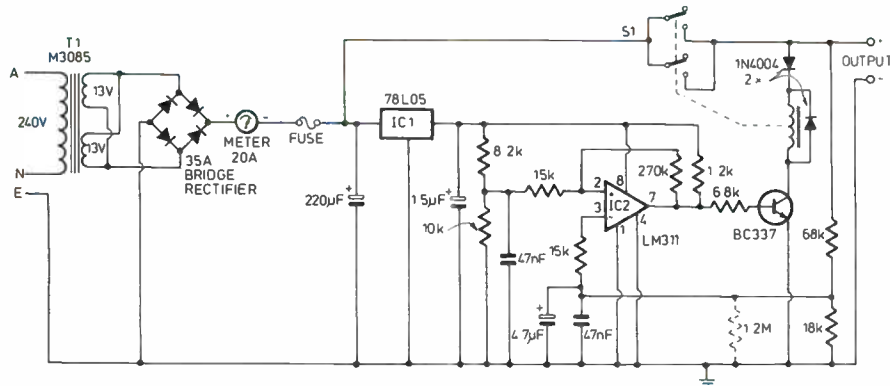 T1
M3085
A
240V
N
E
13V
13V
35A
BRIDGE
RECTIFIER
+
-
METER
20A
FUSE
78L05
IC1
220µF
+
1 5µF
+
8 2k
10k
15k
47nF
270k
1 2k
2
8
3
IC2
7
1
4
LM311
15k
4 7µF
+
47nF
6 8k
BC337
S1
1N4004
2 ×
OUTPUT
68k
1 2M
18k